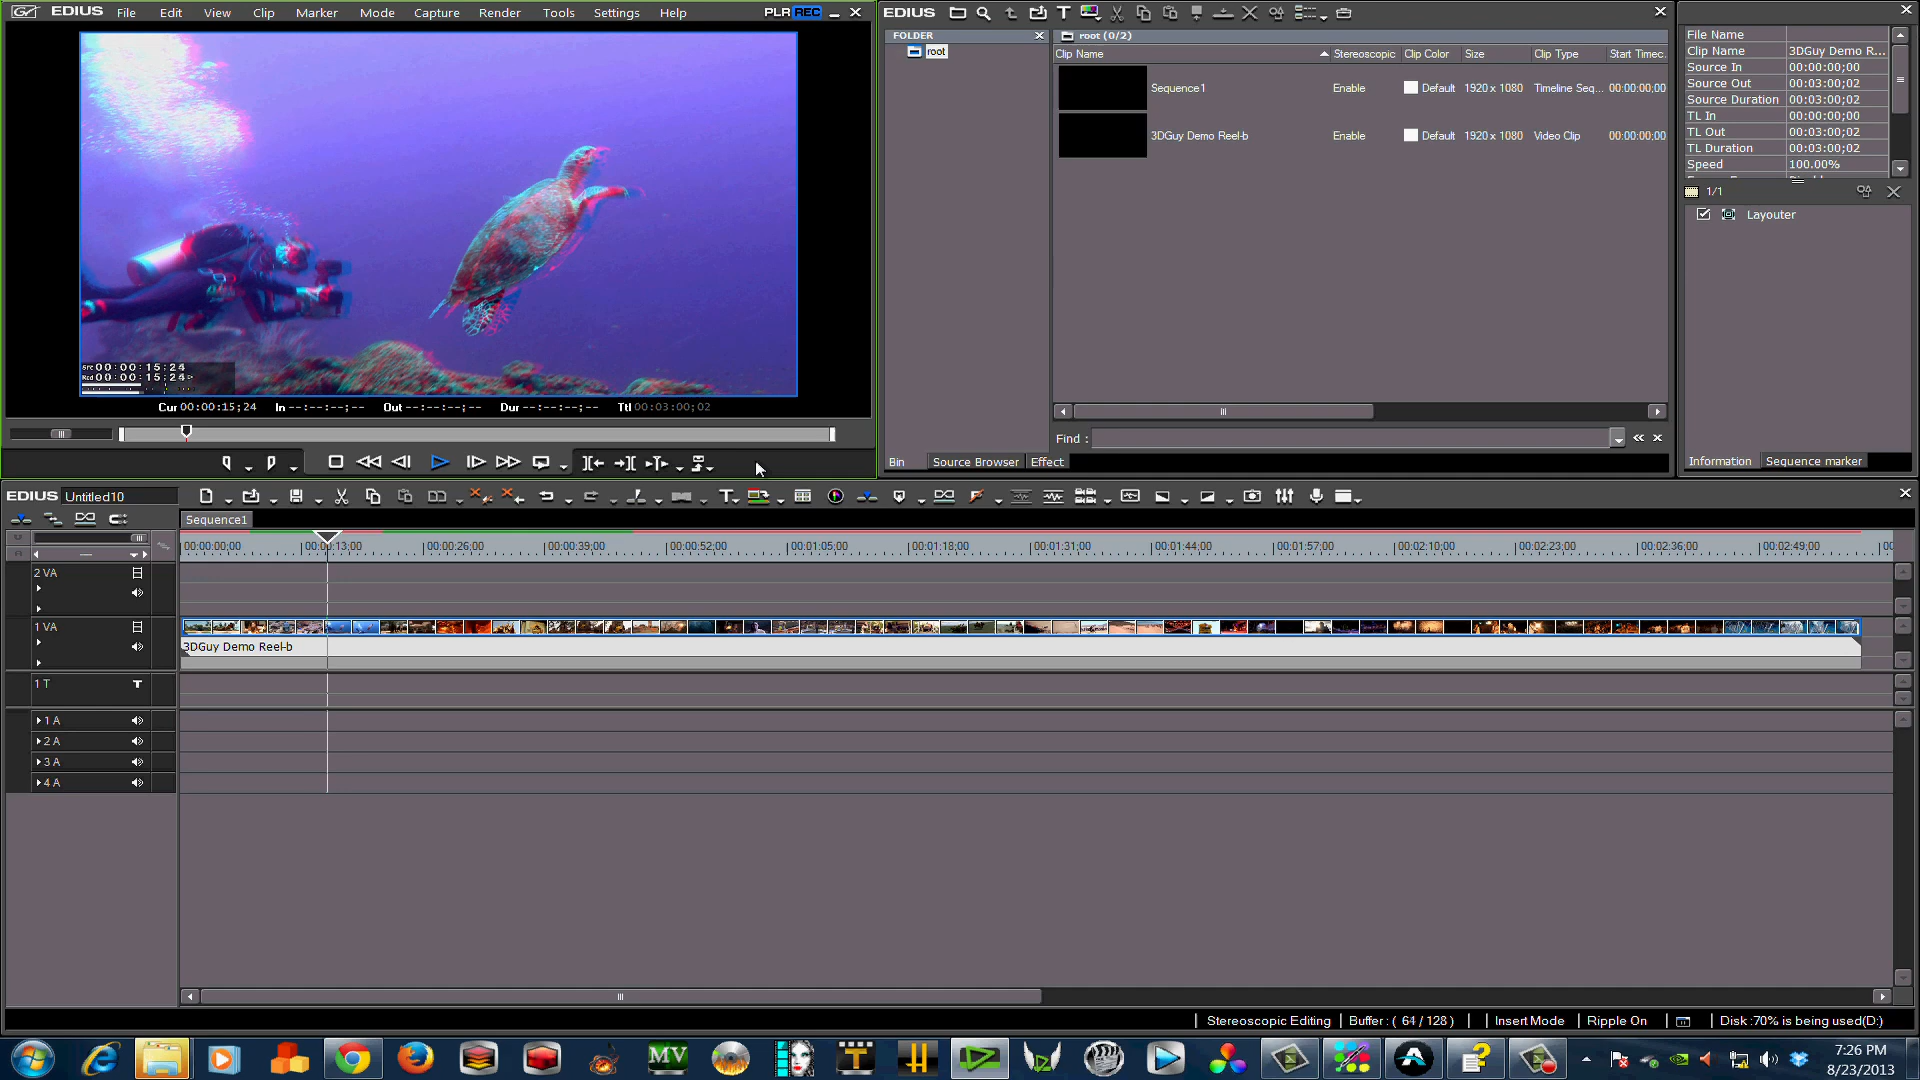 EDIUS File Edit View Clip Marker Mode Capture Render Tools Settings Help PLR REC
Src 00:00:15;24
Rcd 00:00:15;24
Cur 00:00:15;24 In --:--:--;-- Out --:--:--;-- Dur --:--:--;-- Ttl 00:03:00;02
EDIUS
FOLDER
root
root (0/2)
Clip Name Stereoscopic Clip Color Size Clip Type Start Timec
Sequence1 Enable Default 1920 x 1080 Timeline Seq... 00:00:00;00
3DGuy Demo Reel-b Enable Default 1920 x 1080 Video Clip 00:00:00;00
Find :
Bin Source Browser Effect
File Name
Clip Name 3DGuy Demo R...
Source In 00:00:00;00
Source Out 00:03:00;02
Source Duration 00:03:00;02
TL In 00:00:00;00
TL Out 00:03:00;02
TL Duration 00:03:00;02
Speed 100.00%
1/1
Layouter
Information Sequence marker
EDIUS Untitled10
Sequence1
00:00:00;00 00:00:13;00 00:00:26;00 00:00:39;00 00:00:52;00 00:01:05;00 00:01:18;00 00:01:31;00 00:01:44;00 00:01:57;00 00:02:10;00 00:02:23;00 00:02:36;00 00:02:49;00 00
2 VA
1 VA
3DGuy Demo Reel-b
1 T T
1 A
2 A
3 A
4 A
Stereoscopic Editing Buffer : ( 64 / 128 ) Insert Mode Ripple On Disk :70% is being used(D:)
MV T
7:26 PM
8/23/2013